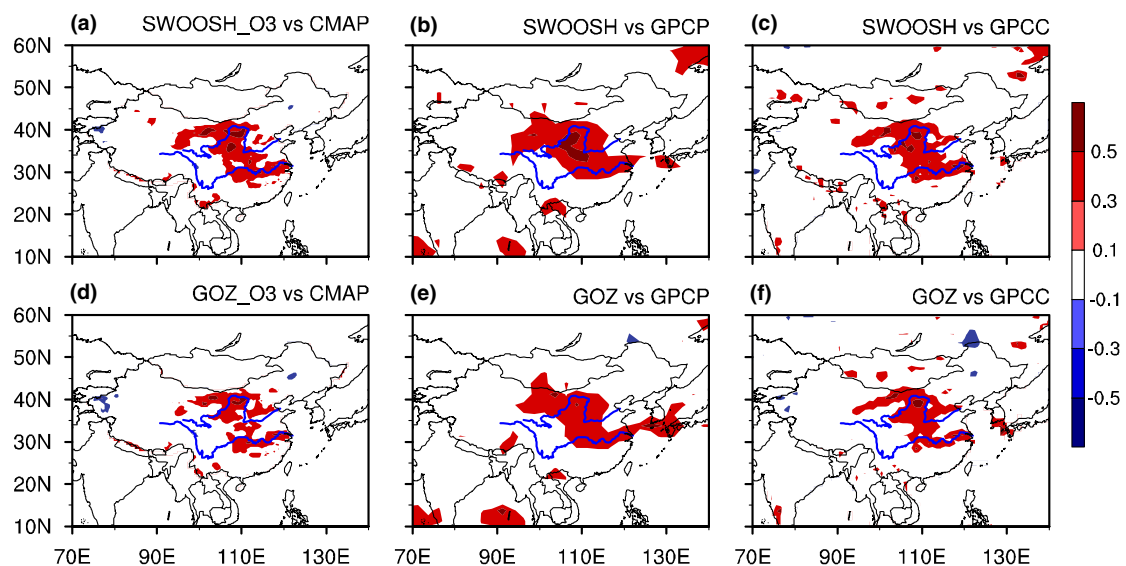 (a) SWOOSH_O3 vs CMAP
(b) SWOOSH vs GPCP
(c) SWOOSH vs GPCC
60N
50N
40N
30N
20N
10N
0.5
0.3
0.1
-0.1
-0.3
-0.5
(d) GOZ_O3 vs CMAP
(e) GOZ vs GPCP
(f) GOZ vs GPCC
60N
50N
40N
30N
20N
10N
70E 90E 110E 130E
70E 90E 110E 130E
70E 90E 110E 130E